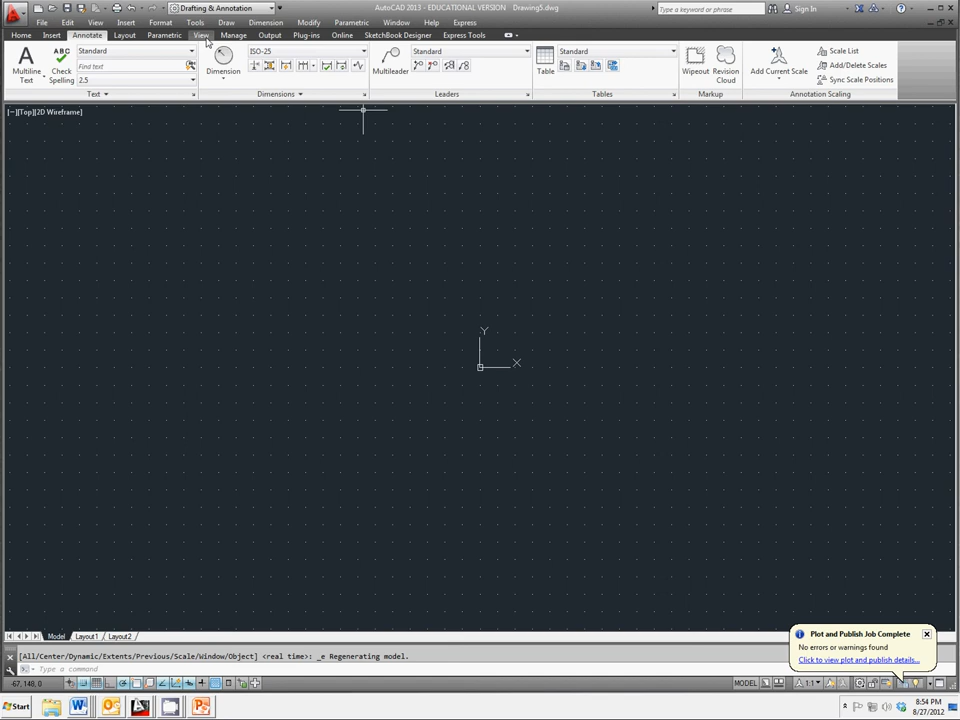 Drafting & Annotation
AutoCAD 2013 - EDUCATIONAL VERSION Drawing5.dwg
Type a keyword or phrase
Sign In
File Edit View Insert Format Tools Draw Dimension Modify Parametric Window Help Express
Home Insert Annotate Layout Parametric View Manage Output Plug-ins Online SketchBook Designer Express Tools
Multiline Text
ABC
Check Spelling
Standard
Find text
2.5
Dimension
ISO-25
Multileader
Standard
Table
Standard
Wipeout
Revision Cloud
Add Current Scale
Scale List
Add/Delete Scales
Sync Scale Positions
Text
Dimensions
Leaders
Tables
Markup
Annotation Scaling
[−][Top][2D Wireframe]
Y
X
Model Layout1 Layout2
Plot and Publish Job Complete
No errors or warnings found
Click to view plot and publish details...
[All/Center/Dynamic/Extents/Previous/Scale/Window/Object] <real time>: _e Regenerating model.
Type a command
-67, 148, 0
MODEL
1:1
Start
8:54 PM
8/27/2012